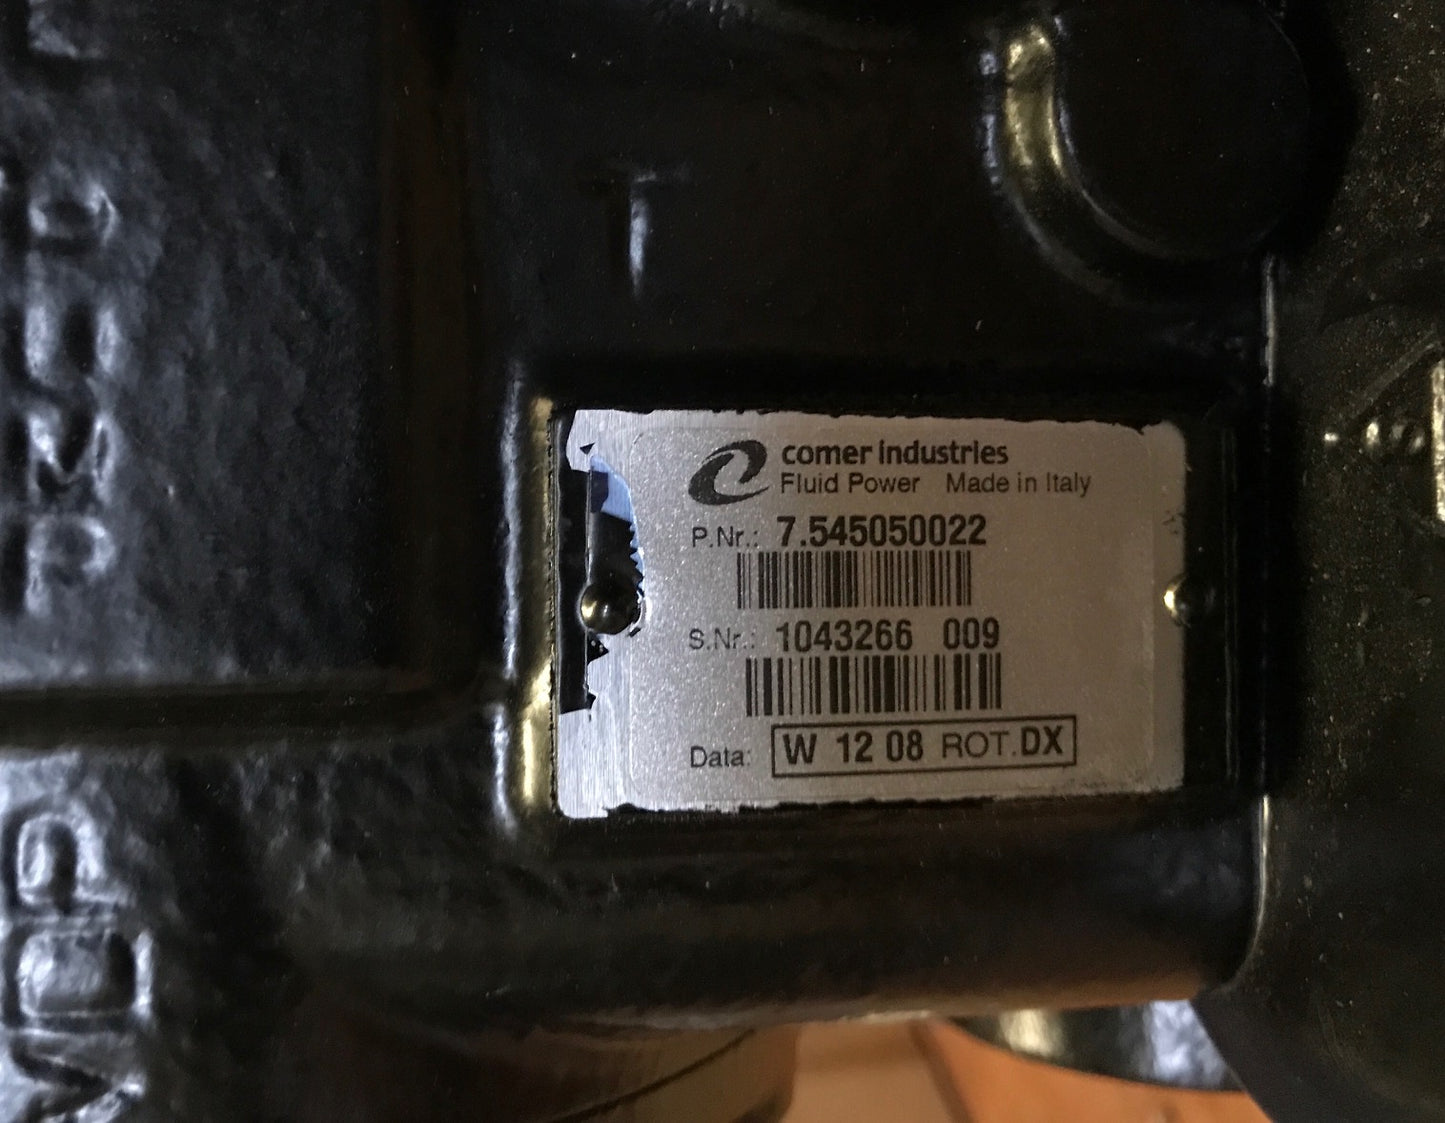 T
comer industries
Fluid Power Made in Italy
P.Nr.: 7.545050022
S.Nr.: 1043266 009
Data: W 12 08 ROT.DX